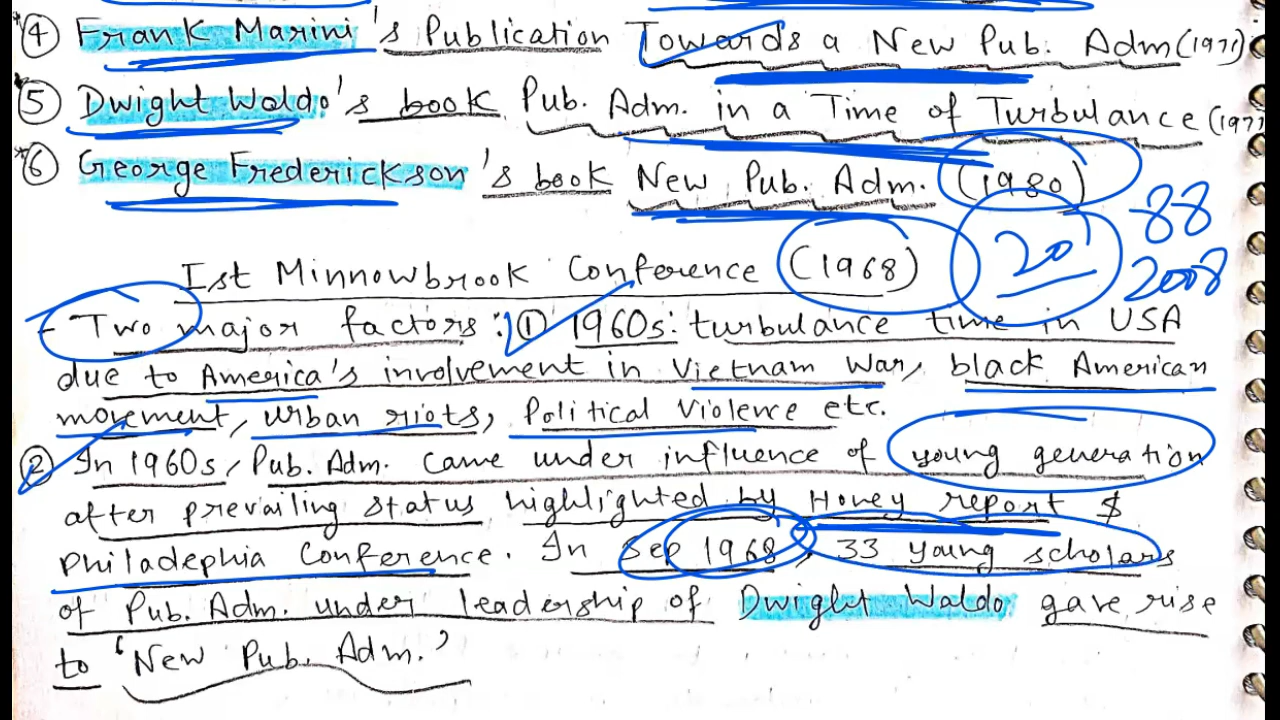 *④ Frank Marini's Publication Towards a New Pub. Adm (1971)
*⑤ Dwight Waldo's book Pub. Adm. in a Time of Turbulance (197
*⑥ George Frederickson's book New Pub. Adm. (1980)
20 -88
2008
Ist Minnowbrook Conference (1968)
- Two major factors : ① 1960s: turbulance time in USA
due to America's involvement in Vietnam War, black American
movement, urban riots, Political Violence etc.
② In 1960s, Pub. Adm. came under influence of young generation
after prevailing status highlighted by Honey report $
Philadephia Conference. In Sep 1968, 33 young scholars
of Pub. Adm. under leadership of Dwight Waldo gave rise
to 'New Pub. Adm.'